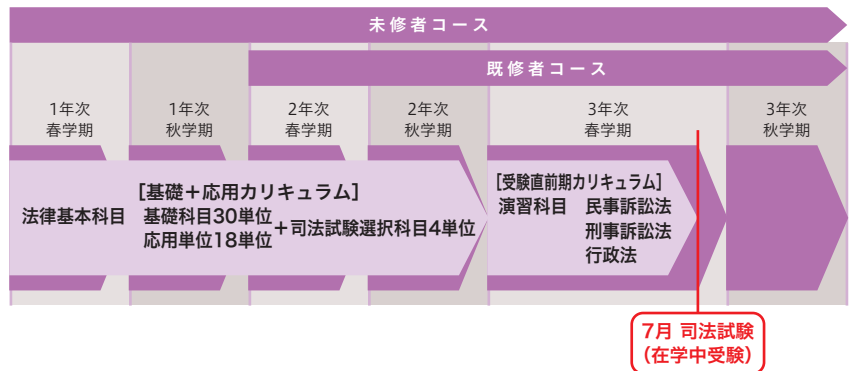 未修者コース
既修者コース
1年次
春学期
1年次
秋学期
2年次
春学期
2年次
秋学期
3年次
春学期
3年次
秋学期
法律基本科目
[基礎＋応用カリキュラム]
基礎科目30単位
応用単位18単位
＋司法試験選択科目4単位
[受験直前期カリキュラム]
演習科目　民事訴訟法
刑事訴訟法
行政法
7月 司法試験
（在学中受験）